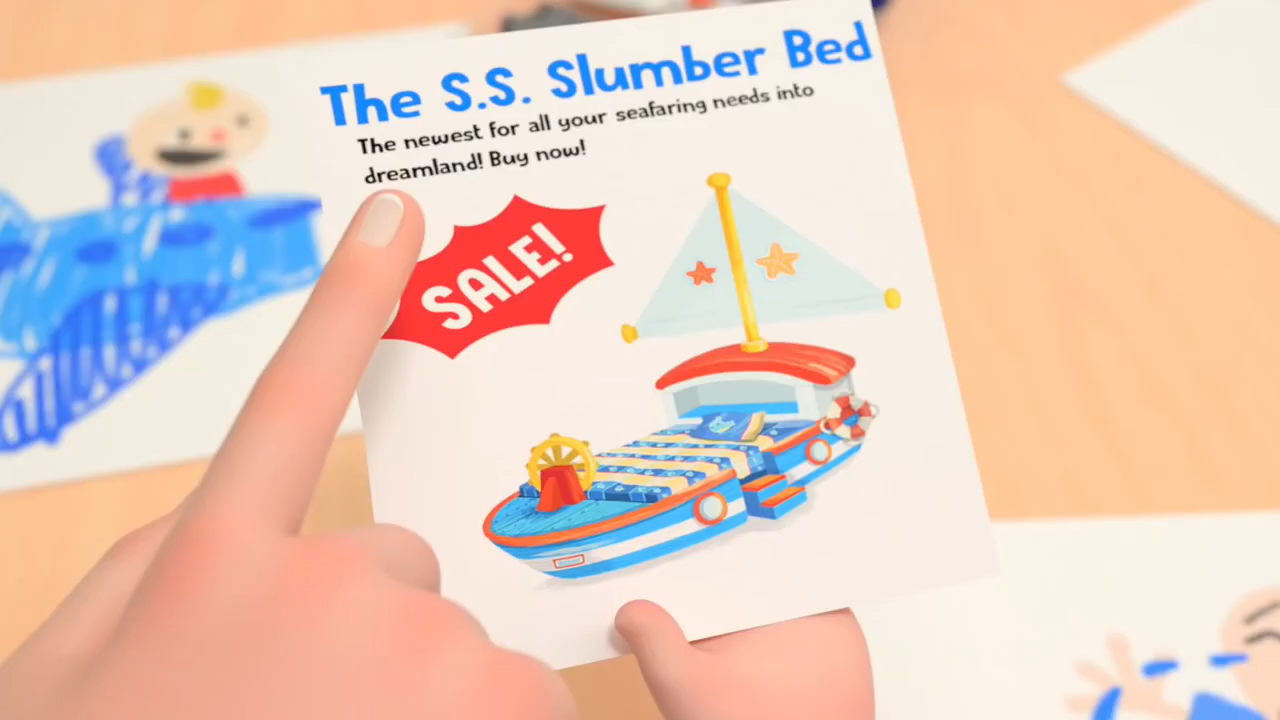 The S.S. Slumber Bed
The newest for all your seafaring needs into
dreamland! Buy now!
SALE!